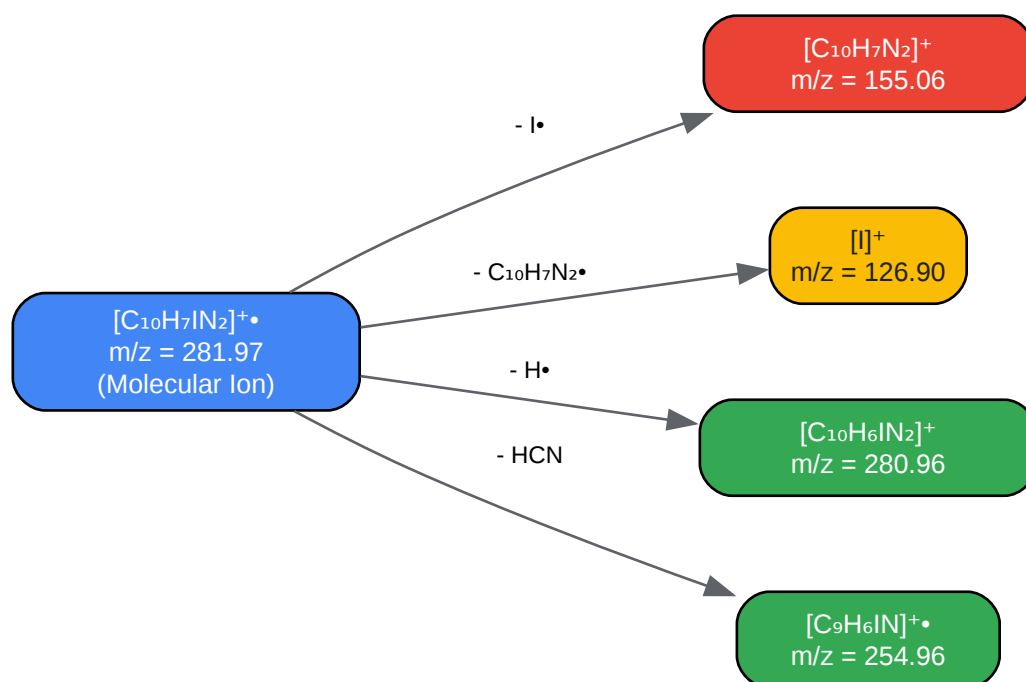 [C₁₀H₇N₂]⁺
m/z = 155.06
- I•
[I]⁺
m/z = 126.90
- C₁₀H₇N₂•
[C₁₀H₇IN₂]⁺•
m/z = 281.97
(Molecular Ion)
- H•
[C₁₀H₆IN₂]⁺
m/z = 280.96
- HCN
[C₉H₆IN]⁺•
m/z = 254.96